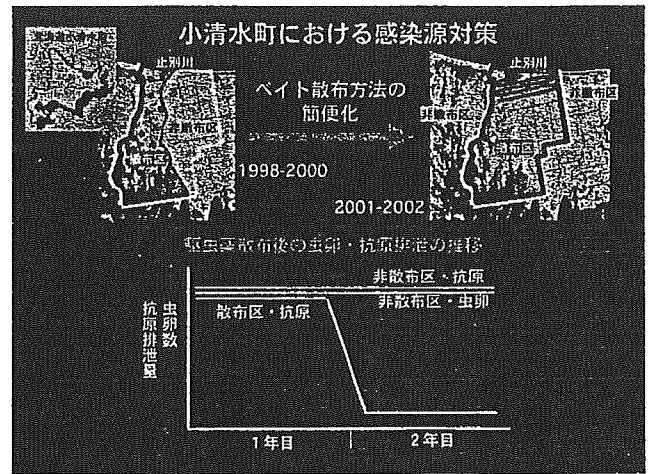 小清水町における感染源対策
止別川
非散布区
散布区
1998-2000
ベイト散布方法の
簡便化
止別川
非散布区
非散布区
散布区
2001-2002
駆虫薬散布後の虫卵・抗原排泄の推移
虫卵数
抗原排泄量
非散布区・抗原
非散布区・虫卵
散布区・抗原
1年目
2年目